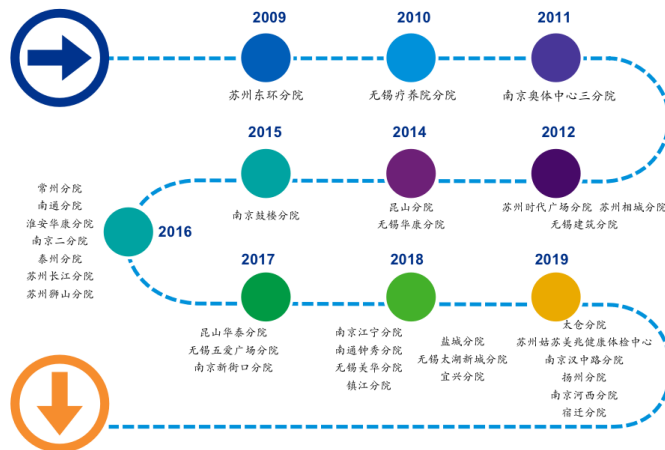 2009
2010
2011
苏州东环分院
无锡疗养院分院
南京奥体中心三分院
2015
2014
2012
南京鼓楼分院
昆山分院
无锡华康分院
苏州时代广场分院 苏州相城分院
无锡建筑分院
常州分院
南通分院
淮安华康分院
南京二分院
泰州分院
苏州长江分院
苏州狮山分院
2016
2017
2018
2019
昆山华泰分院
无锡五爱广场分院
南京新街口分院
南京江宁分院
南通钟秀分院
无锡美华分院
镇江分院
盐城分院
无锡太湖新城分院
宜兴分院
太仓分院
苏州姑苏美兆健康体检中心
南京汉中路分院
扬州分院
南京河西分院
宿迁分院